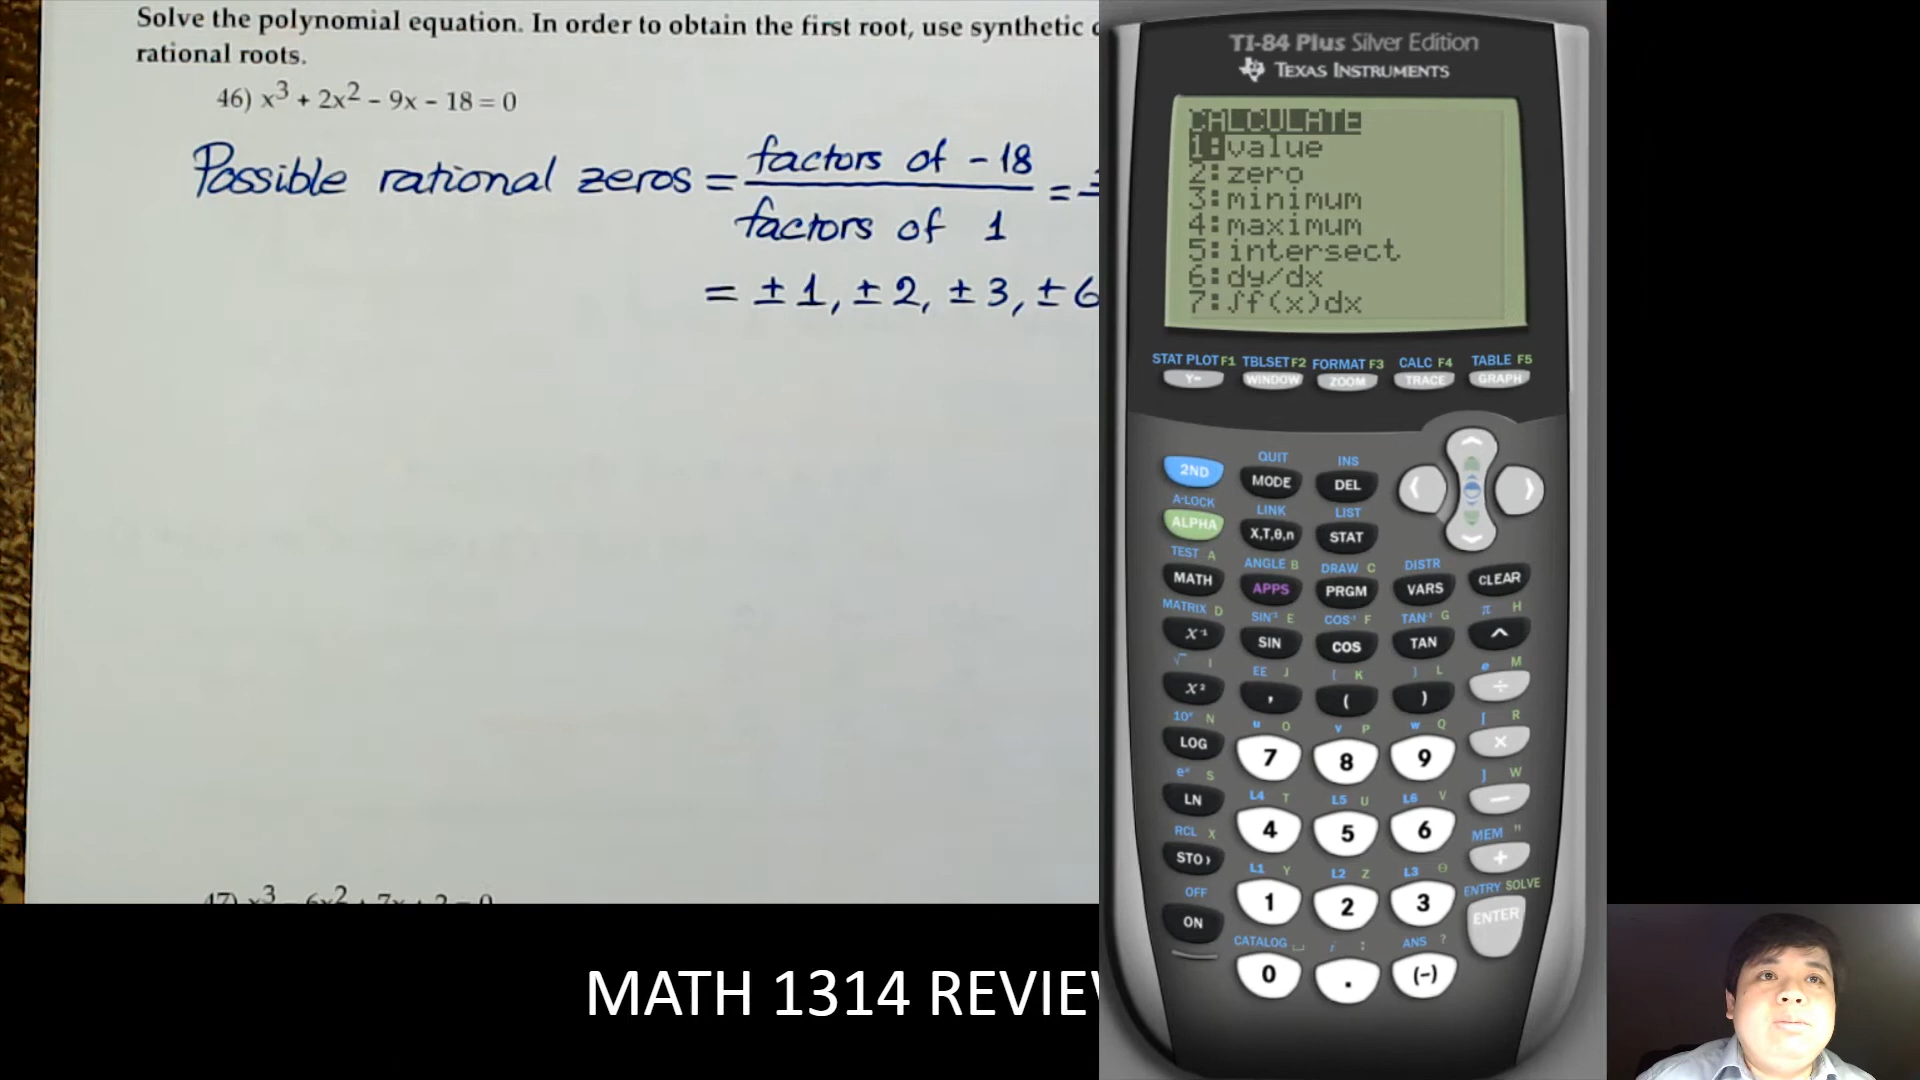 Solve the polynomial equation. In order to obtain the first root, use synthetic
rational roots.
46) x³ + 2x² - 9x - 18 = 0
Possible rational zeros = factors of -18 / factors of 1 =
= ±1, ±2, ±3, ±6
47) x³ - 6x² + 7x + 2 = 0
MATH 1314 REVIEW
TI-84 Plus Silver Edition
TEXAS INSTRUMENTS
CALCULATE
1:value
2:zero
3:minimum
4:maximum
5:intersect
6:dy/dx
7:∫f(x)dx
STAT PLOT F1 TBLSET F2 FORMAT F3 CALC F4 TABLE F5
Y= WINDOW ZOOM TRACE GRAPH
QUIT INS
2ND MODE DEL
A-LOCK LINK LIST
ALPHA X,T,θ,n STAT
TEST A ANGLE B DRAW C DISTR
MATH APPS PRGM VARS CLEAR
MATRIX D SIN⁻¹ E COS⁻¹ F TAN⁻¹ G π H
x⁻¹ SIN COS TAN ^
√ I EE J { K } L e M
x² , ( ) ÷
10ˣ N u O v P w Q [ R
LOG 7 8 9 ×
eˣ S L4 T L5 U L6 V ] W
LN 4 5 6 −
RCL X L1 Y L2 Z L3 θ MEM "
STO› 1 2 3 +
OFF CATALOG ⎵ i : ANS ? ENTRY SOLVE
ON 0 . (-) ENTER